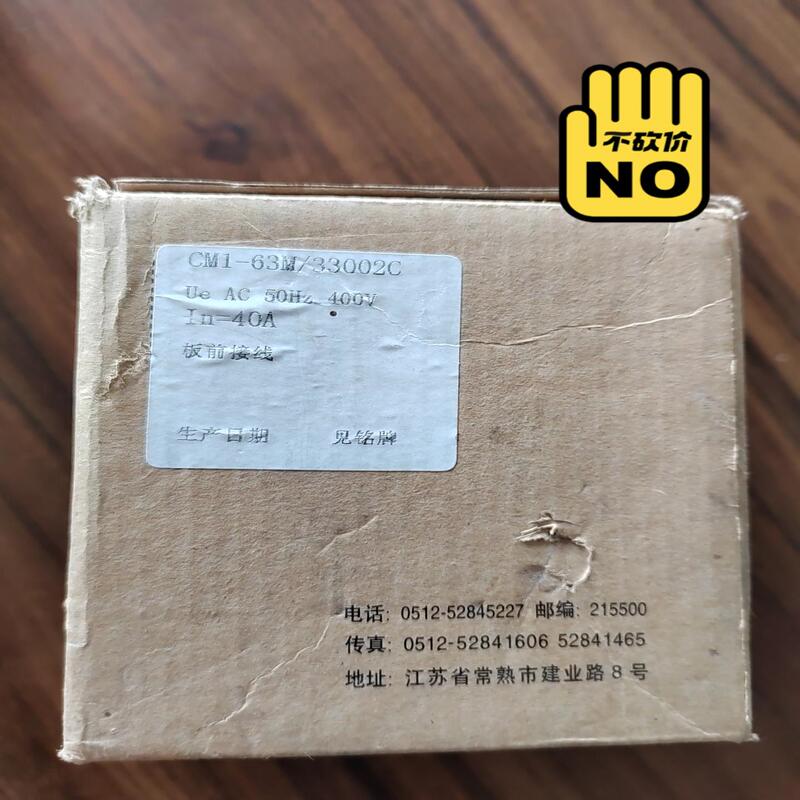 不砍价
NO
CM1-63M/33002C
Ue AC 50Hz 400V
In-40A
板前接线
生产日期 见铭牌
电话: 0512-52845227 邮编: 215500
传真: 0512-52841606 52841465
地址: 江苏省常熟市建业路8号